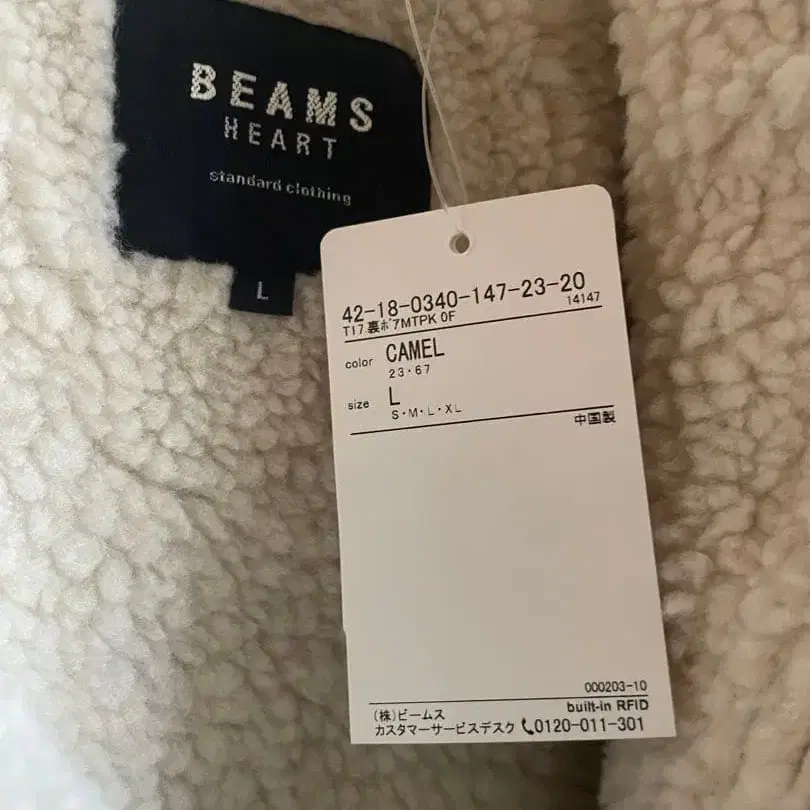 BEAMS
HEART
standard clothing
L
42-18-0340-147-23-20
T17.裏ボアMTPK OF 14147
color CAMEL
23・67
size L
S・M・L・XL
中国製
000203-10
built-in RFID
(株)ビームス
カスタマーサービスデスク 0120-011-301